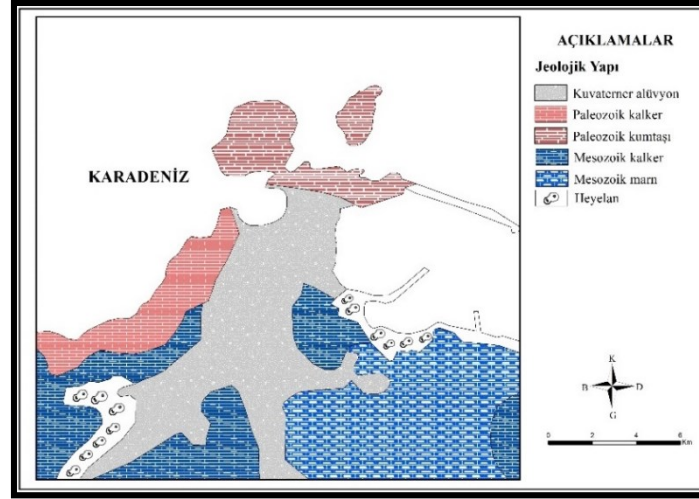 AÇIKLAMALAR
Jeolojik Yapı
Kuvaterner alüvyon
Paleozoik kalker
Paleozoik kumtaşı
Mesozoik kalker
Mesozoik marn
Heyelan
KARADENİZ
K
B D
G
0 2 4 6
Km